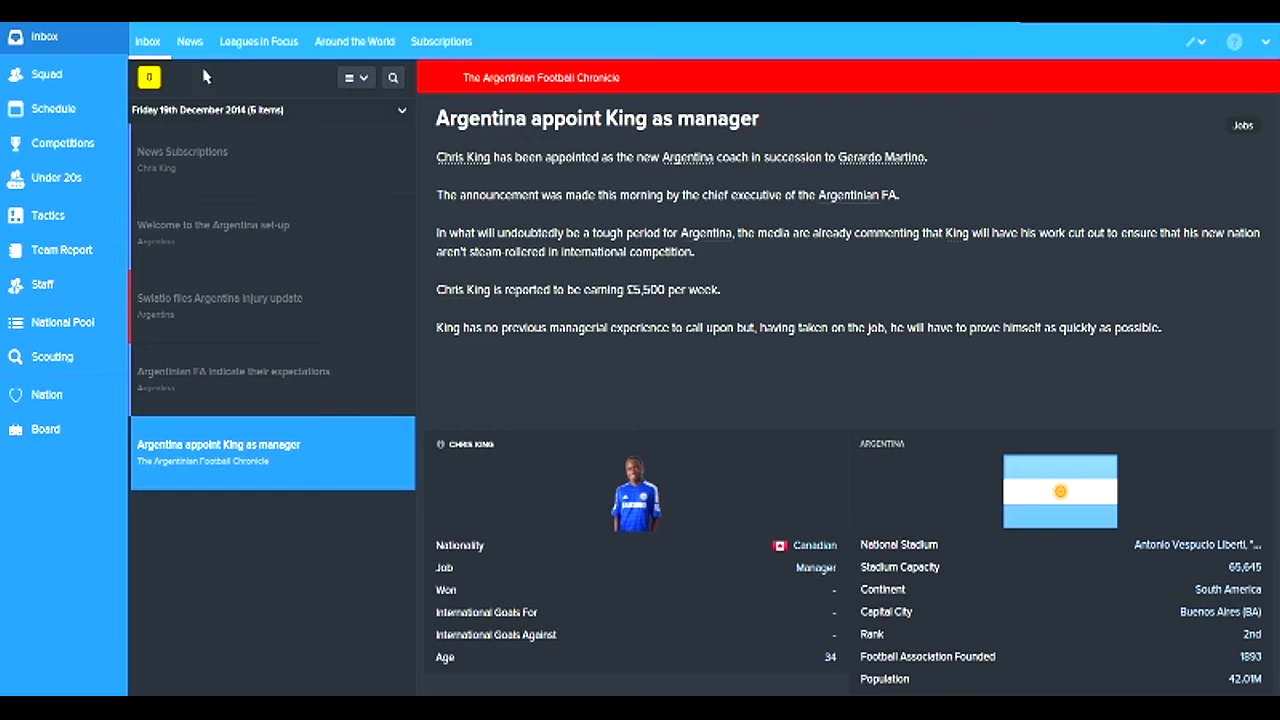 Inbox
Squad
Schedule
Competitions
Under 20s
Tactics
Team Report
Staff
National Pool
Scouting
Nation
Board
Inbox News Leagues In Focus Around the World Subscriptions
?
0
Friday 19th December 2014 (5 items)
News Subscriptions
Chris King
Welcome to the Argentina set-up
Argentina
Swiatlo files Argentina injury update
Argentina
Argentinian FA indicate their expectations
Argentina
Argentina appoint King as manager
The Argentinian Football Chronicle
The Argentinian Football Chronicle
Argentina appoint King as manager
Jobs
Chris King has been appointed as the new Argentina coach in succession to Gerardo Martino.
The announcement was made this morning by the chief executive of the Argentinian FA.
In what will undoubtedly be a tough period for Argentina, the media are already commenting that King will have his work cut out to ensure that his new nation
aren't steam-rollered in international competition.
Chris King is reported to be earning £5,500 per week.
King has no previous managerial experience to call upon but, having taken on the job, he will have to prove himself as quickly as possible.
CHRIS KING
SAMSUNG
Nationality Canadian
Job Manager
Won -
International Goals For -
International Goals Against -
Age 34
ARGENTINA
National Stadium Antonio Vespucio Liberti, "...
Stadium Capacity 65,645
Continent South America
Capital City Buenos Aires (BA)
Rank 2nd
Football Association Founded 1893
Population 42.01M